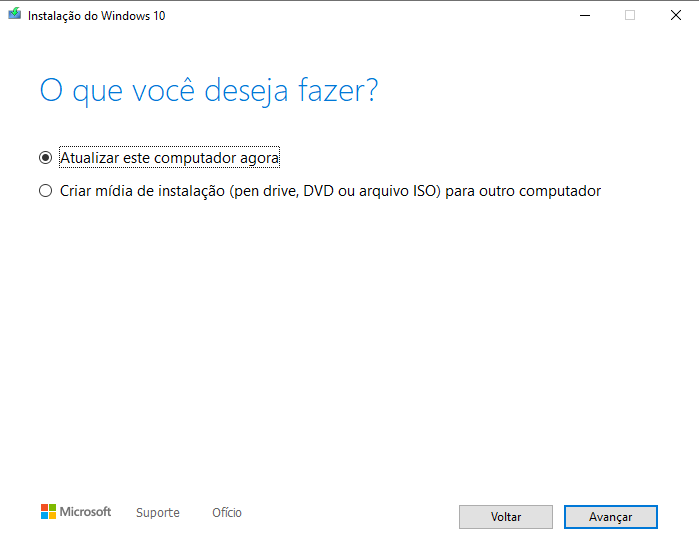 Instalação do Windows 10
O que você deseja fazer?
Atualizar este computador agora
Criar mídia de instalação (pen drive, DVD ou arquivo ISO) para outro computador
Microsoft Suporte Ofício Voltar Avançar